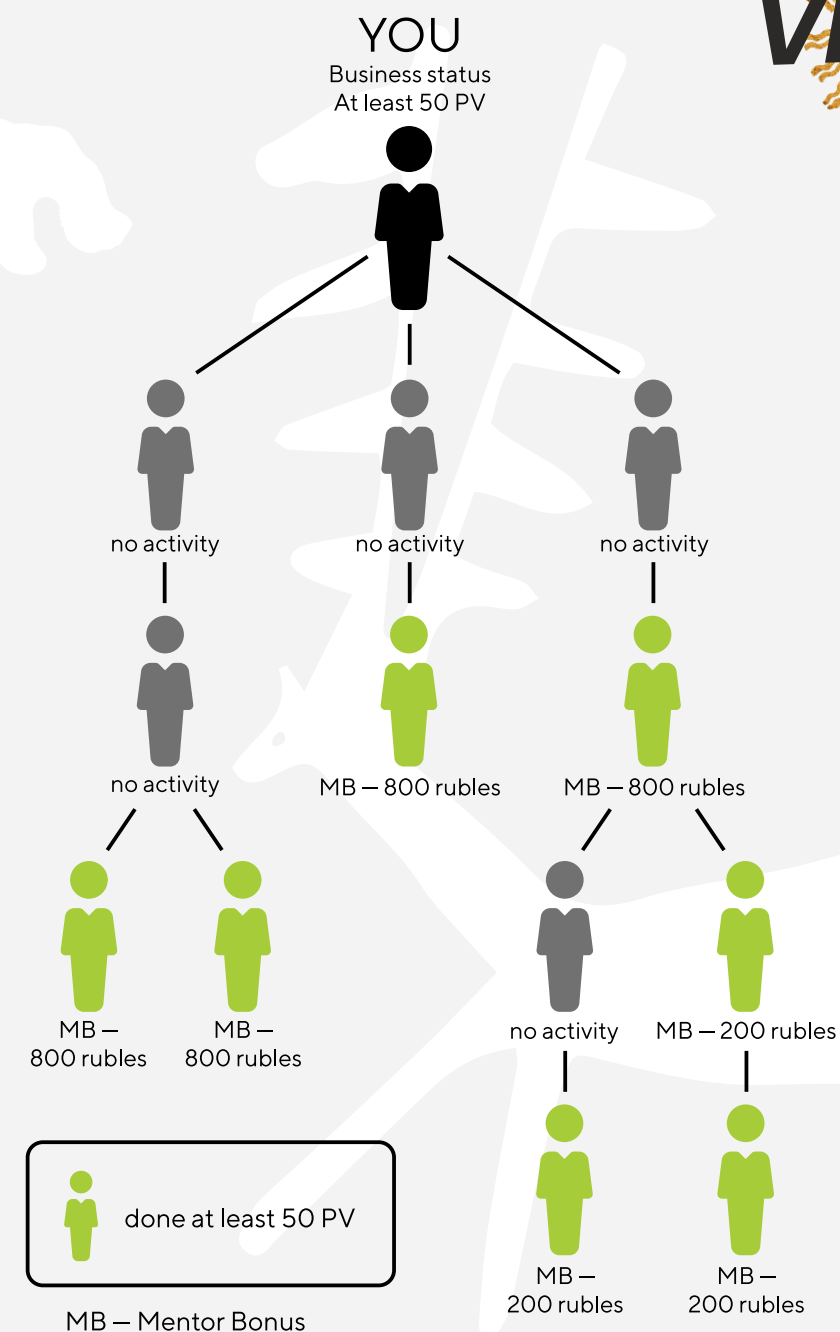 YOU
Business status
At least 50 PV
no activity
no activity
no activity
no activity
MB – 800 rubles
MB – 800 rubles
MB –
800 rubles
MB –
800 rubles
no activity
MB – 200 rubles
done at least 50 PV
MB –
200 rubles
MB –
200 rubles
MB – Mentor Bonus